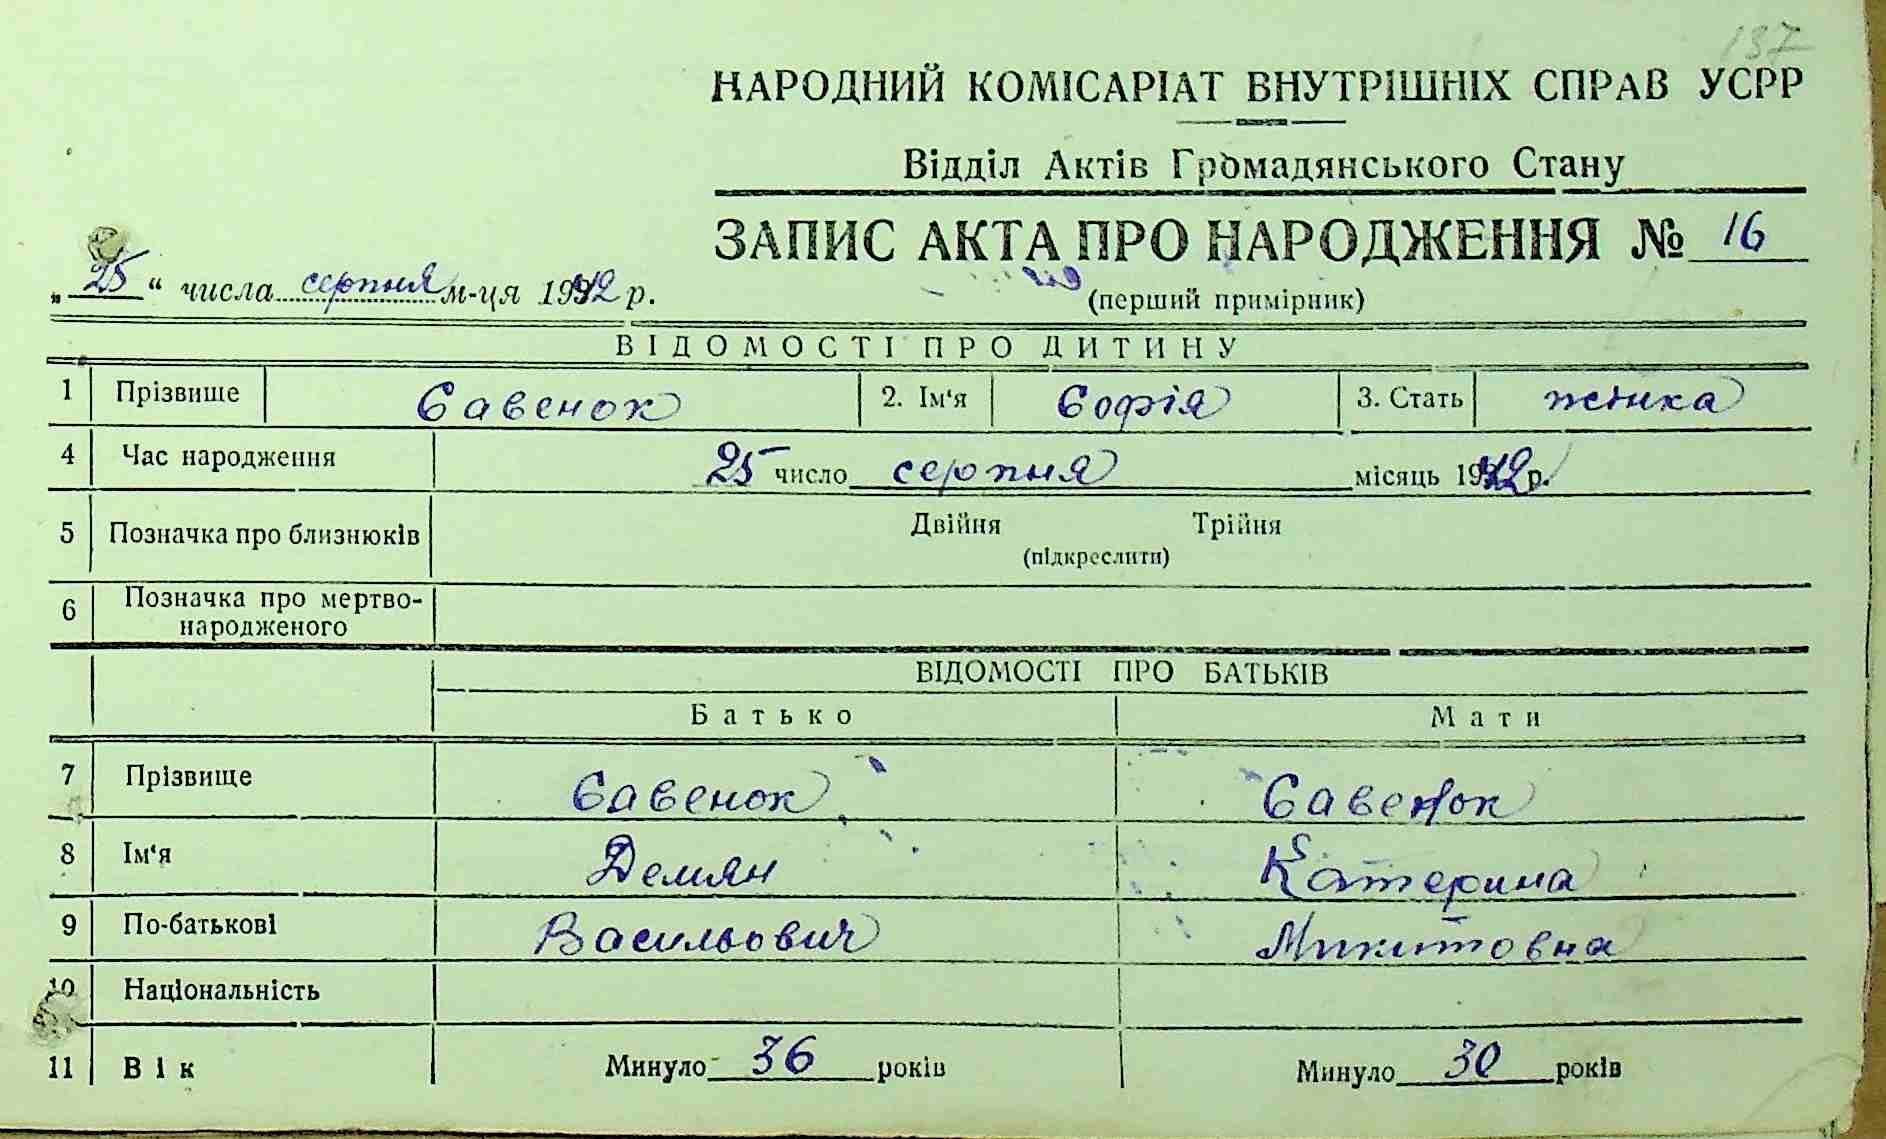 137
НАРОДНИЙ КОМІСАРІАТ ВНУТРІШНІХ СПРАВ УСРР
Відділ Актів Громадянського Стану
ЗАПИС АКТА ПРО НАРОДЖЕННЯ № 16
„25“ числа серпня м-ця 1942 р.
(перший примірник)
ВІДОМОСТІ ПРО ДИТИНУ
1 Прізвище Савенок 2. Ім‘я Софія 3. Стать жінка
4 Час народження 25 число серпня місяць 1942 р.
5 Позначка про близнюків Двійня Трійня
(підкреслити)
6 Позначка про мертво-
народженого
ВІДОМОСТІ ПРО БАТЬКІВ
Батько Мати
7 Прізвище Савенок Савенок
8 Ім‘я Демян Катерина
9 По-батькові Васильович Микитовна
10 Національність
11 Вік Минуло 36 років Минуло 30 років